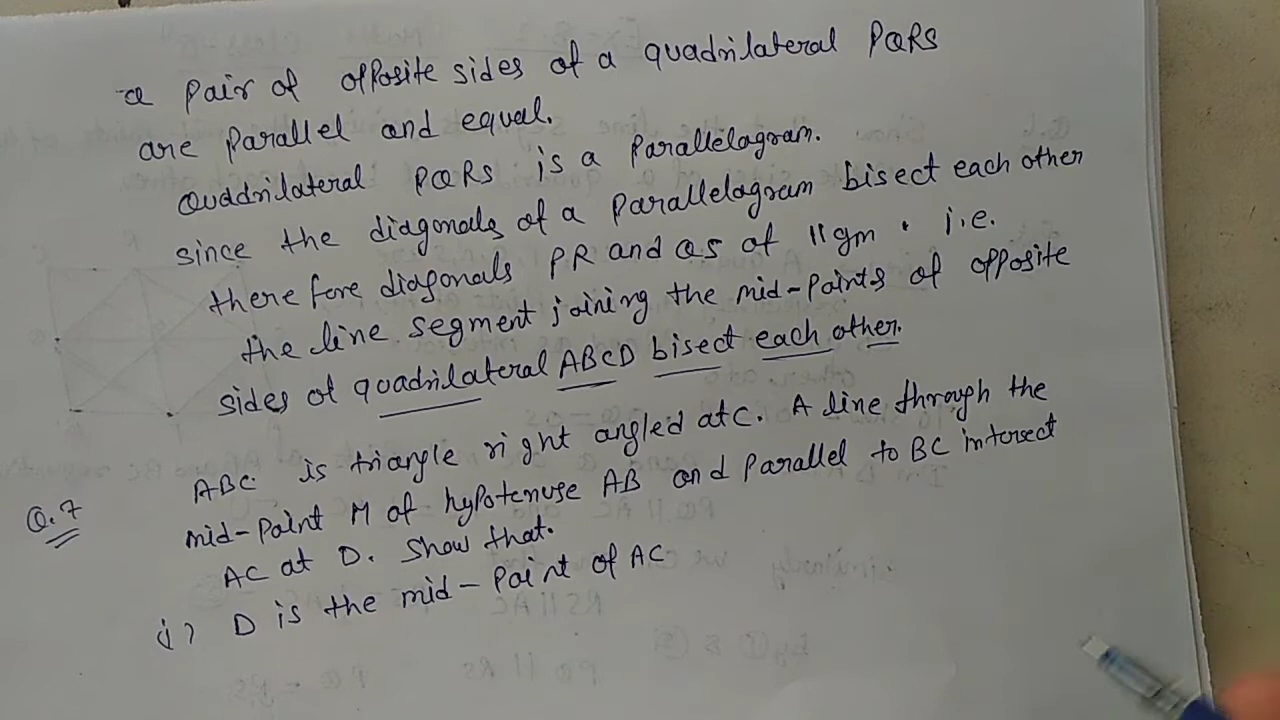 a pair of opposite sides of a quadrilateral PQRS
are parallel and equal.
Quadrilateral PQRS is a parallelogram.
since the diagonals of a parallelogram bisect each other
therefore diagonals PR and QS of ||gm . i.e.
the line segment joining the mid-points of opposite
sides of quadrilateral ABCD bisect each other.
Q.7 ABC is triangle right angled at C. A line through the
mid-point M of hypotenuse AB and parallel to BC intersect
AC at D. Show that.
i) D is the mid-point of AC